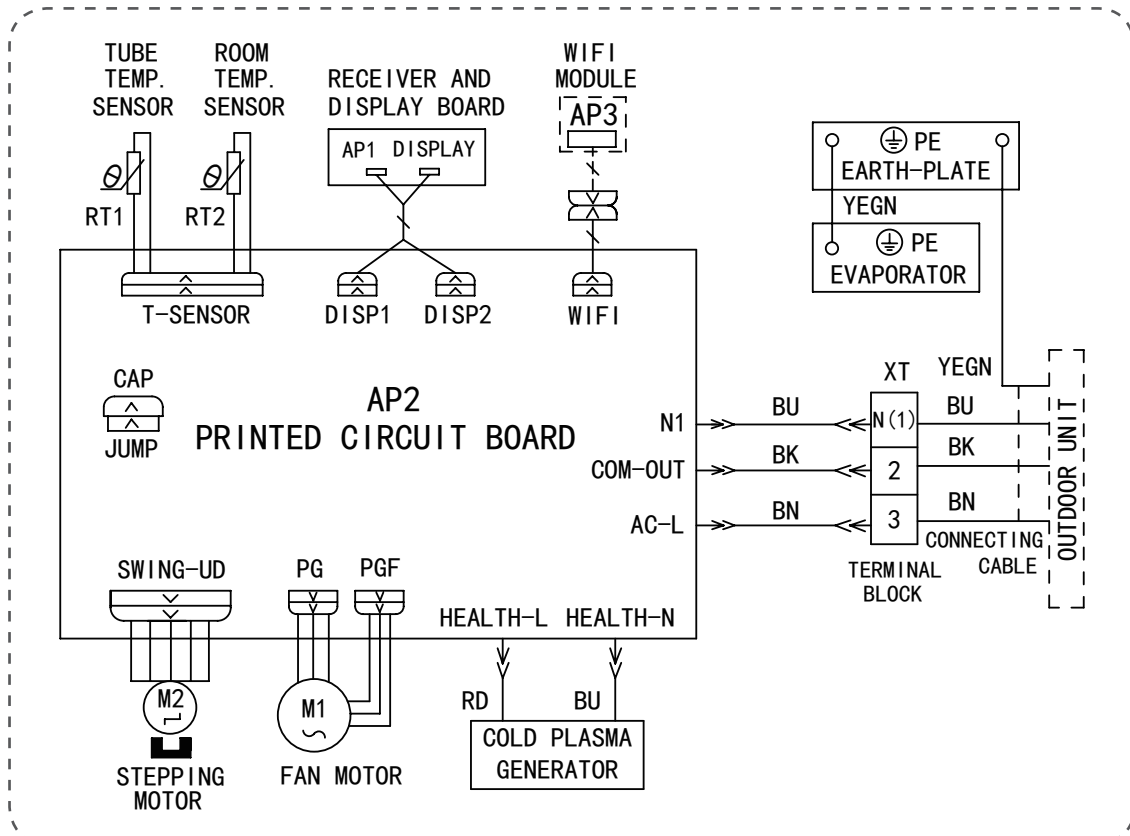 TUBE
TEMP.
SENSOR
ROOM
TEMP.
SENSOR
RECEIVER AND
DISPLAY BOARD
WIFI
MODULE
AP3
AP1 DISPLAY
θ
RT1
θ
RT2
PE
EARTH-PLATE
YEGN
PE
EVAPORATOR
T-SENSOR
DISP1
DISP2
WIFI
CAP
JUMP
AP2
PRINTED CIRCUIT BOARD
N1
COM-OUT
AC-L
BU
BK
BN
XT
N(1)
2
3
TERMINAL
BLOCK
YEGN
BU
BK
BN
CONNECTING
CABLE
OUTDOOR UNIT
SWING-UD
PG
PGF
HEALTH-L
HEALTH-N
M2
STEPPING
MOTOR
M1
FAN MOTOR
RD
BU
COLD PLASMA
GENERATOR